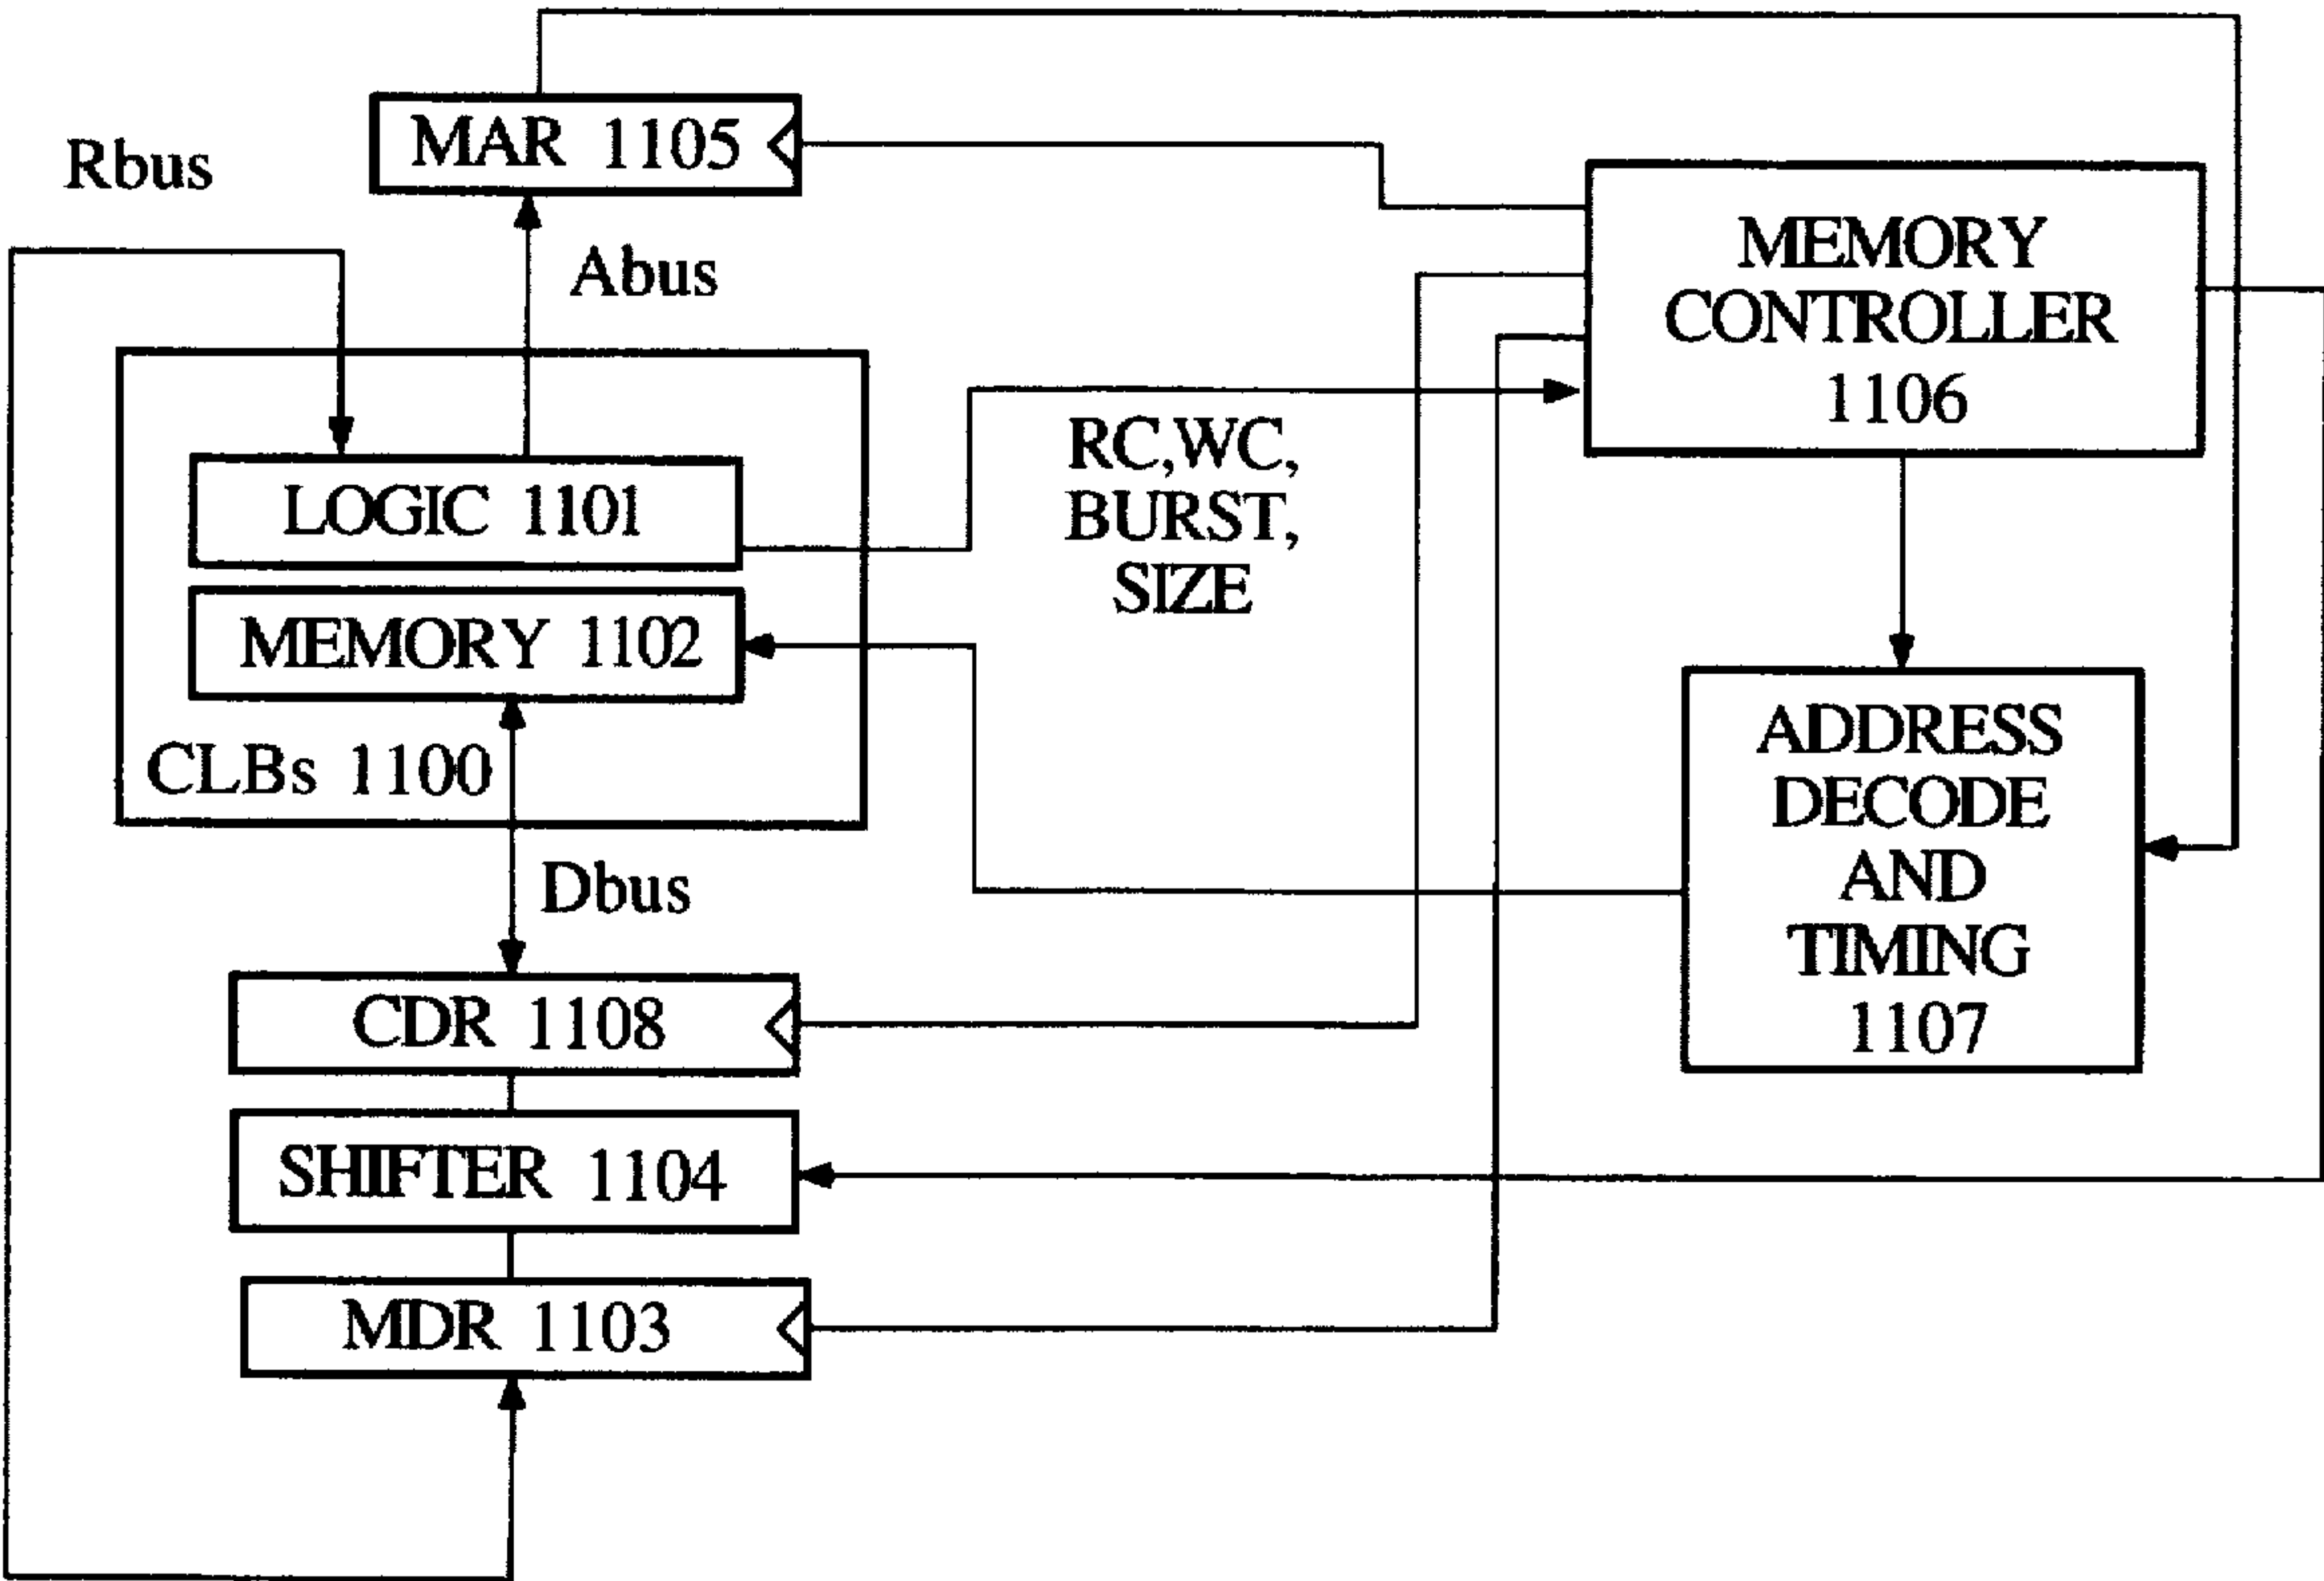 MAR 1105
Rbus
Abus
MEMORY
CONTROLLER
1106
RC,WC,
BURST,
SIZE
LOGIC 1101
MEMORY 1102
CLBs 1100
ADDRESS
DECODE
AND
TIMING
1107
Dbus
CDR 1108
SHIFTER 1104
MDR 1103